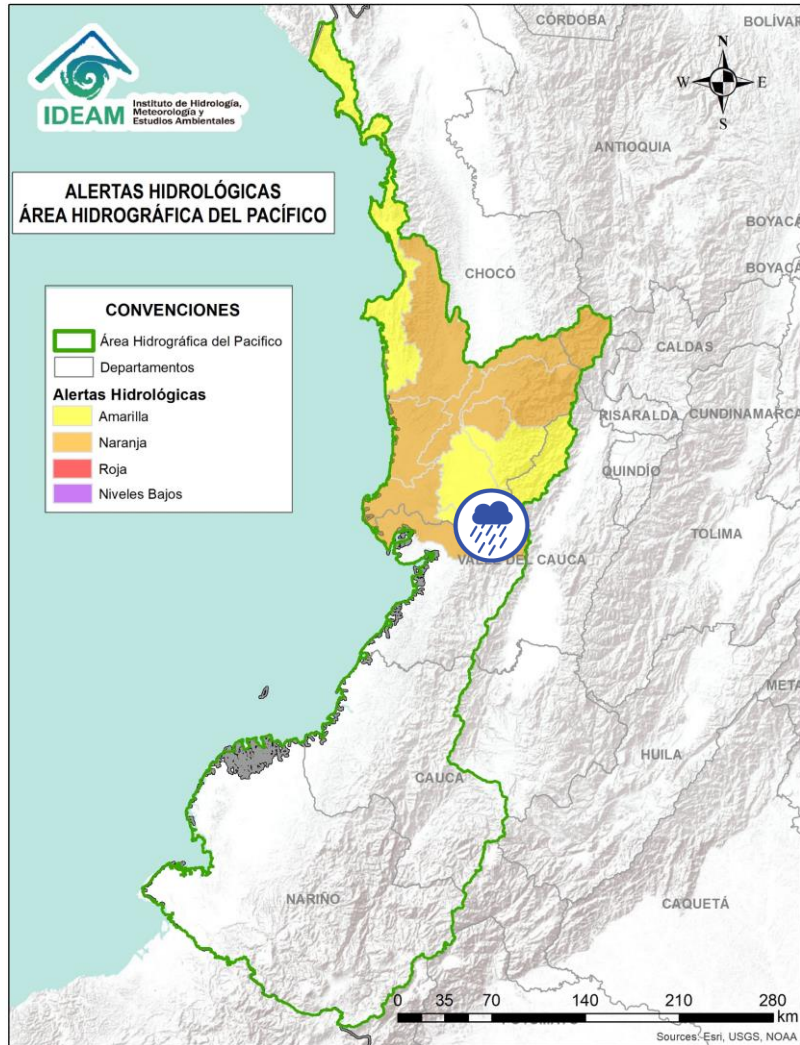 CÓRDOBA
BOLÍVAR
N
W E
S
IDEAM Instituto de Hidrología,
Meteorología y
Estudios Ambientales
ANTIOQUIA
ALERTAS HIDROLÓGICAS
ÁREA HIDROGRÁFICA DEL PACÍFICO
BOYACÁ
BOYACÁ
CHOCÓ
CONVENCIONES
Área Hidrográfica del Pacifico
Departamentos
Alertas Hidrológicas
Amarilla
Naranja
Roja
Niveles Bajos
CALDAS
RISARALDA
CUNDINAMARCA
QUINDÍO
TOLIMA
DEL CAUCA
META
HUILA
CAUCA
NARIÑO
CAQUETÁ
0 35 70 140 210 280
km
Sources: Esri, USGS, NOAA